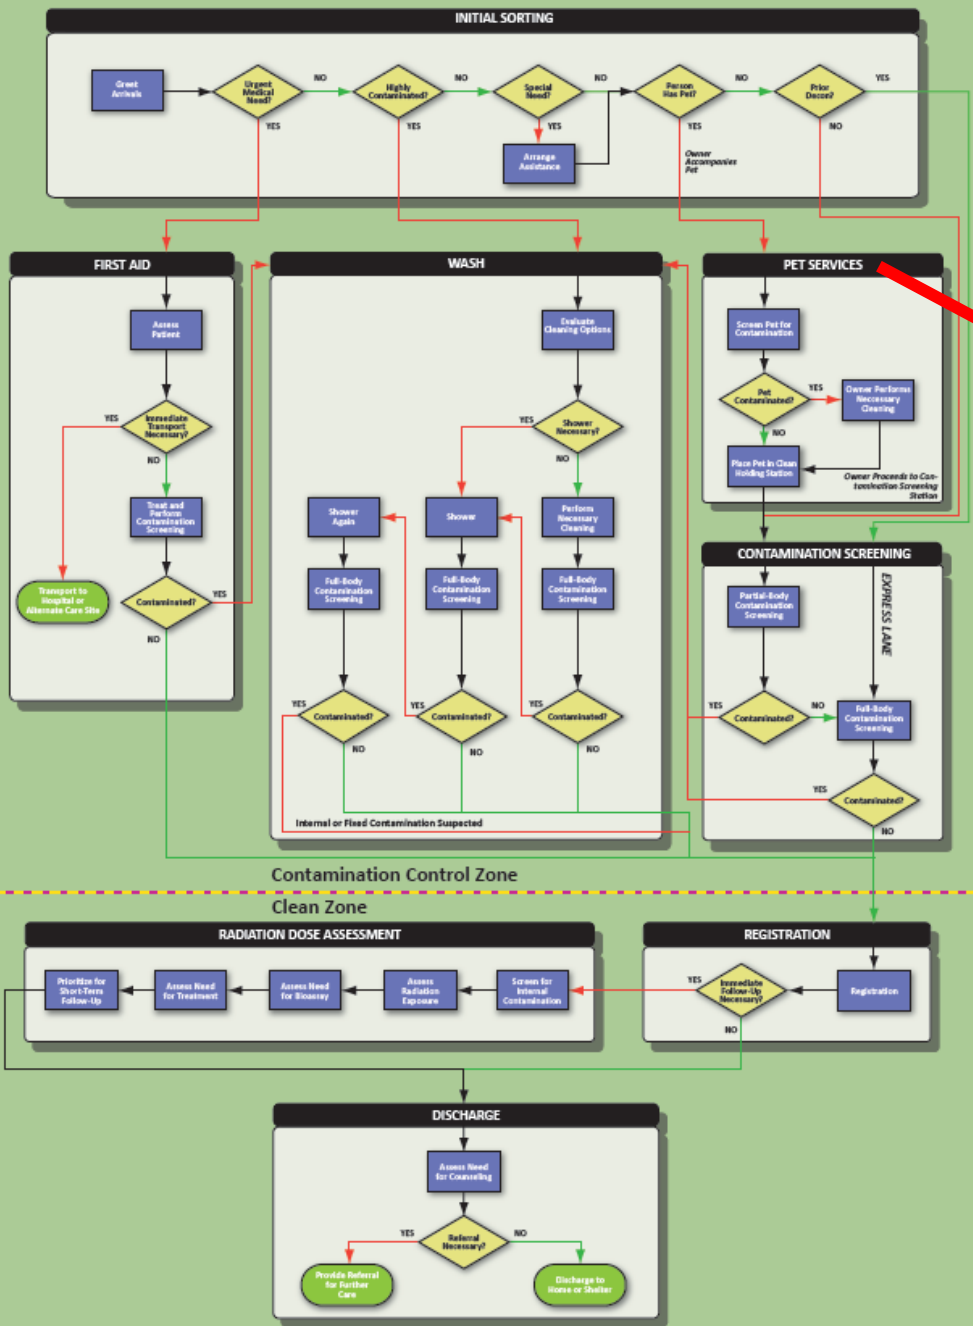 INITIAL SORTING
Greet
Arrivals
Urgent
Medical
Need?
NO
YES
Highly
Contaminated?
NO
YES
Special
Need?
NO
YES
Arrange
Assistance
Person
Has Pet?
NO
YES
Owner
Accompanies
Pet
Prior
Decon?
YES
NO
FIRST AID
Assess
Patient
Immediate
Transport
Necessary?
YES
NO
Treat and
Perform
Contamination
Screening
Transport to
Hospital or
Alternate Care Site
Contaminated?
YES
NO
WASH
Evaluate
Cleaning Options
Shower
Necessary?
YES
NO
Shower
Again
Shower
Perform
Necessary
Cleaning
Full-Body
Contamination
Screening
Full-Body
Contamination
Screening
Full-Body
Contamination
Screening
YES
Contaminated?
NO
YES
Contaminated?
NO
YES
Contaminated?
NO
Internal or Fixed Contamination Suspected
PET SERVICES
Screen Pet for
Contamination
Pet
Contaminated?
YES
NO
Owner Performs
Neccessary
Cleaning
Place Pet in Clean
Holding Station
Owner Proceeds to Con-
tamination Screening
Station
CONTAMINATION SCREENING
Partial-Body
Contamination
Screening
EXPRESS LANE
YES
Contaminated?
NO
Full-Body
Contamination
Screening
YES
Contaminated?
NO
Contamination Control Zone
Clean Zone
RADIATION DOSE ASSESSMENT
Prioritize for
Short-Term
Follow-Up
Assess Need
for Treatment
Assess Need
for Bioassay
Assess
Radiation
Exposure
Screen for
Internal
Contamination
REGISTRATION
YES
Immediate
Follow-Up
Necessary?
NO
Registration
DISCHARGE
Assess Need
for Counseling
YES
Referral
Necessary?
NO
Provide Referral
for Further
Care
Discharge to
Home or Shelter